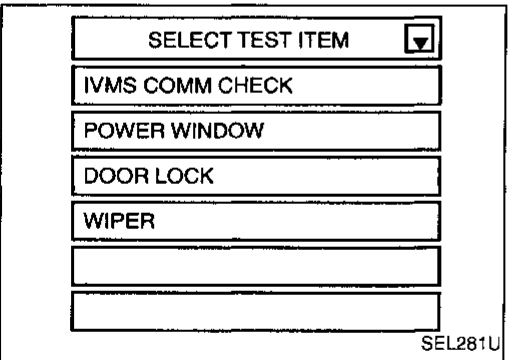 SELECT TEST ITEM
IVMS COMM CHECK
POWER WINDOW
DOOR LOCK
WIPER
SEL281U